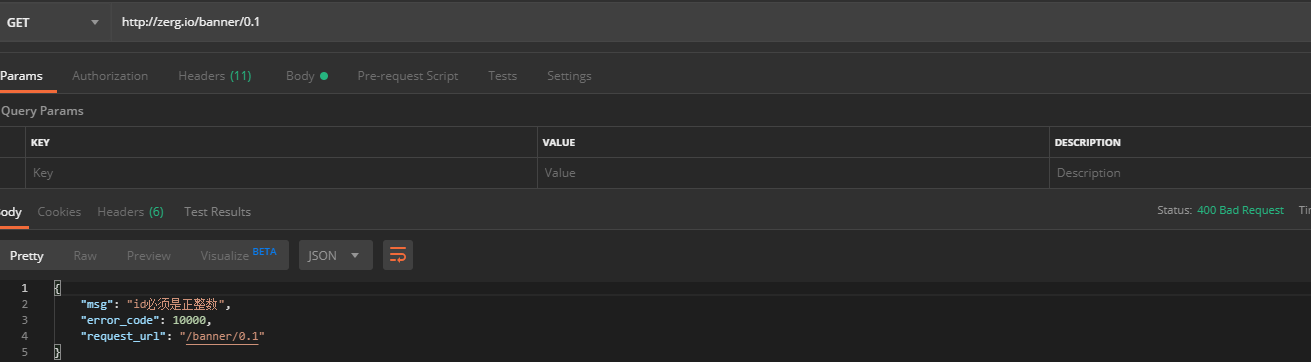 GET http://zerg.io/banner/0.1
Params Authorization Headers (11) Body Pre-request Script Tests Settings
Query Params
KEY VALUE DESCRIPTION
Key Value Description
ody Cookies Headers (6) Test Results Status: 400 Bad Request Tir
Pretty Raw Preview Visualize BETA JSON
1 {
2 "msg": "id必须是正整数",
3 "error_code": 10000,
4 "request_url": "/banner/0.1"
5 }